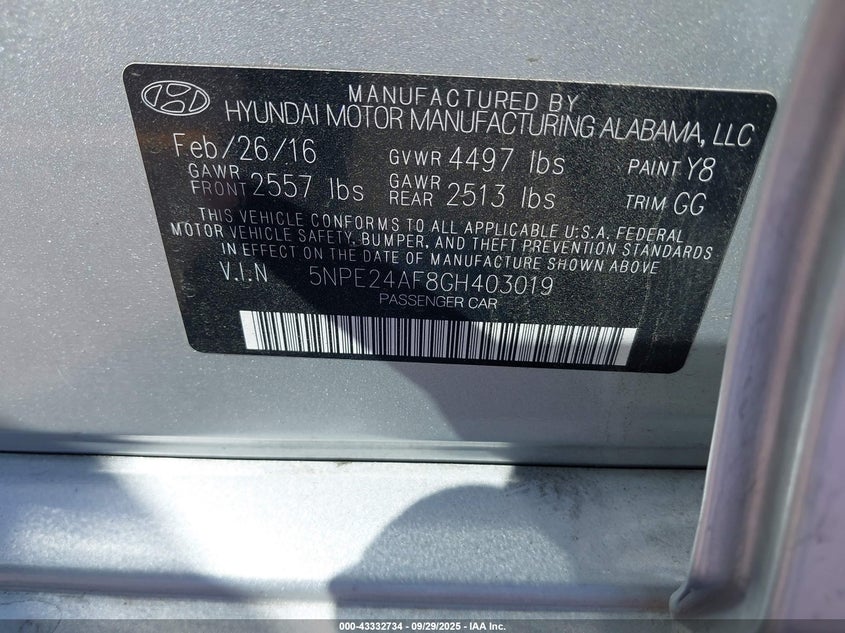 MANUFACTURED BY
HYUNDAI MOTOR MANUFACTURING ALABAMA, LLC
Feb/26/16 GVWR 4497 lbs PAINT Y8
GAWR FRONT 2557 lbs GAWR REAR 2513 lbs TRIM GG
THIS VEHICLE CONFORMS TO ALL APPLICABLE U.S.A. FEDERAL
MOTOR VEHICLE SAFETY, BUMPER, AND THEFT PREVENTION STANDARDS
IN EFFECT ON THE DATE OF MANUFACTURE SHOWN ABOVE
V.I.N 5NPE24AF8GH403019
PASSENGER CAR
000-43332734 - 09/29/2025 - IAA Inc.